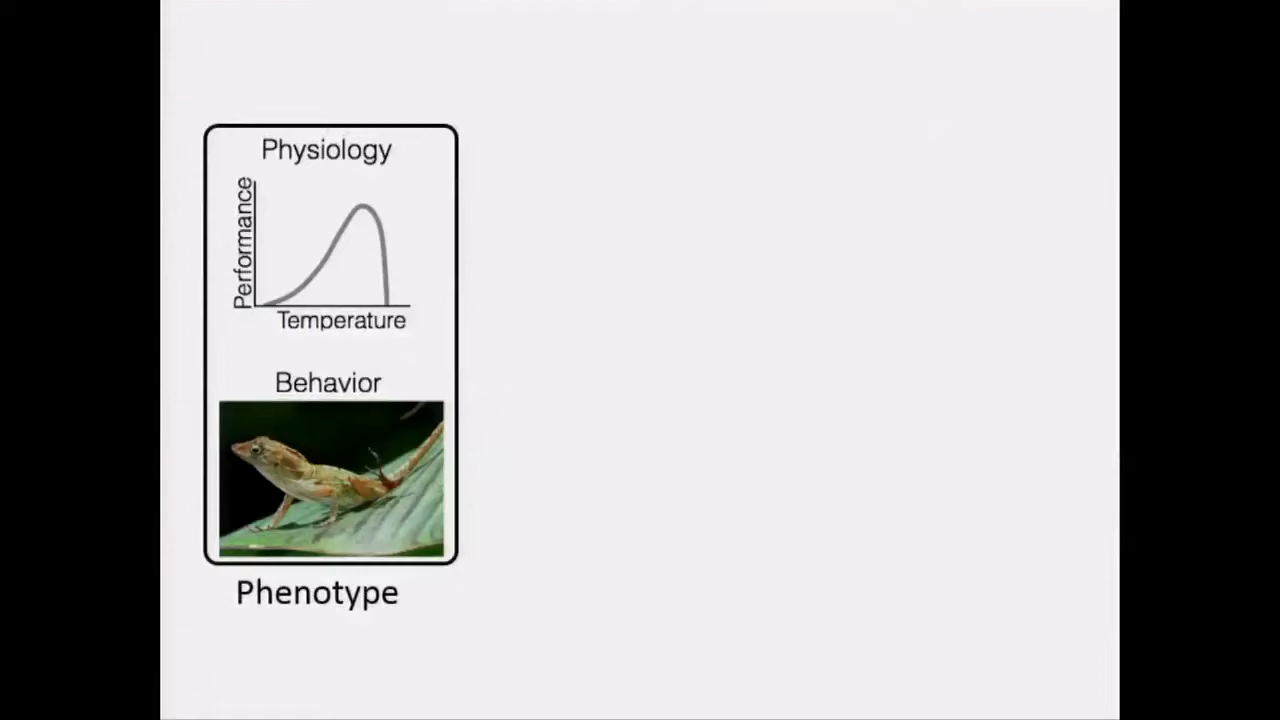 Physiology
Performance
Temperature
Behavior
Phenotype